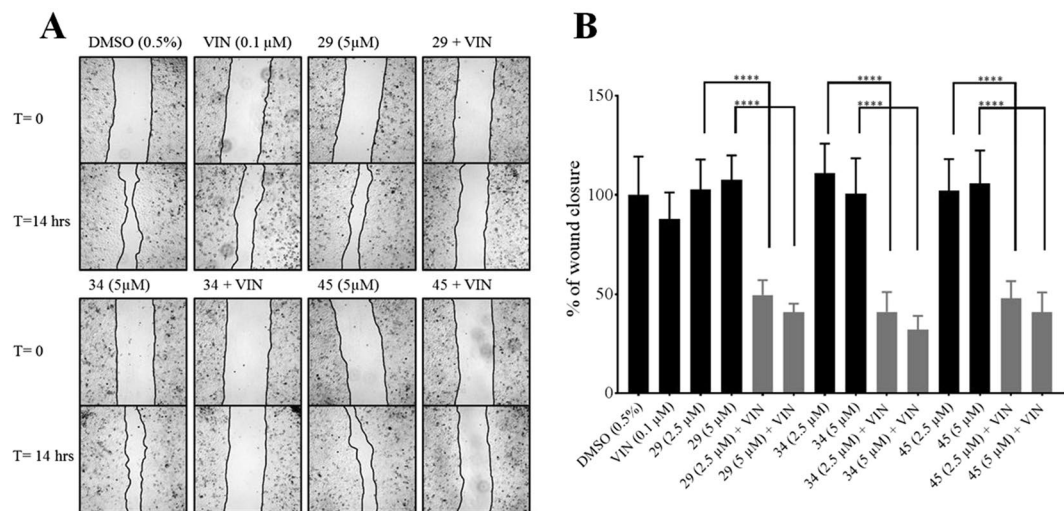 A
DMSO (0.5%) VIN (0.1 µM) 29 (5µM) 29 + VIN
T= 0
T=14 hrs
34 (5µM) 34 + VIN 45 (5µM) 45 + VIN
T= 0
T= 14 hrs
B
**** **** ****
**** **** ****
% of wound closure
150
100
50
0
DMSO (0.5%)
VIN (0.1 µM)
29 (2.5 µM)
29 (5 µM)
29 (2.5 µM) + VIN
29 (5 µM) + VIN
34 (2.5 µM)
34 (5 µM)
34 (2.5 µM) + VIN
34 (5 µM) + VIN
45 (2.5 µM)
45 (5 µM)
45 (2.5 µM) + VIN
45 (5 µM) + VIN